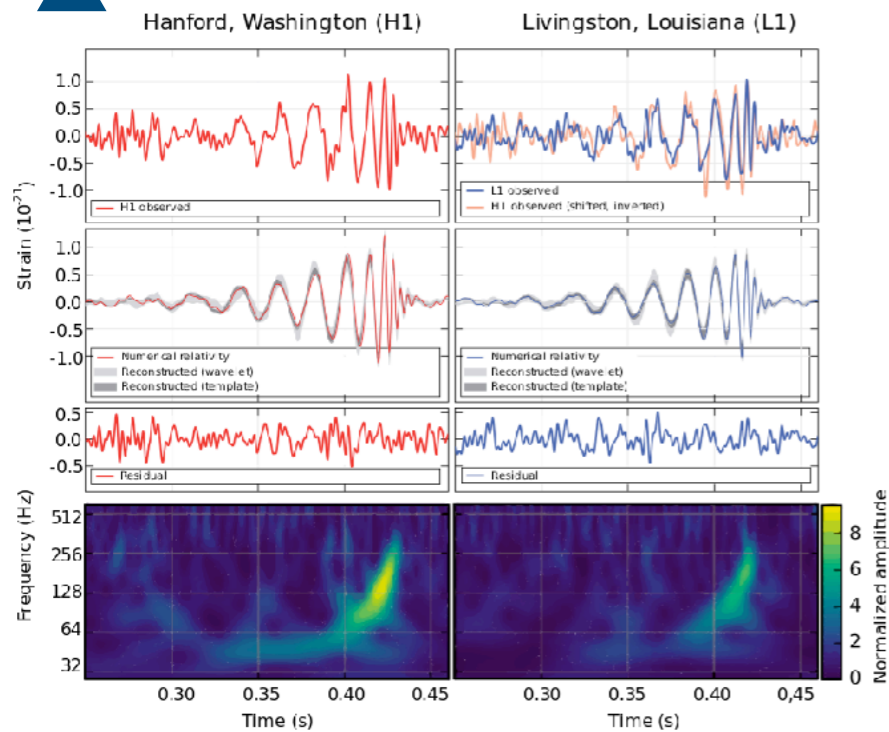 Hanford, Washington (H1)
Livingston, Louisiana (L1)
Strain (10⁻²¹)
1.0
0.5
0.0
-0.5
-1.0
H1 observed
L1 observed
H1 observed (shifted, inverted)
1.0
0.5
0.0
-0.5
-1.0
Numerical relativity
Reconstructed (wavelet)
Reconstructed (template)
Numerical relativity
Reconstructed (wavelet)
Reconstructed (template)
0.5
0.0
-0.5
Residual
Residual
Frequency (Hz)
512
256
128
64
32
Normalized amplitude
8
6
4
2
0
0.30
0.35
0.40
0.45
0.30
0.35
0.40
0,45
Time (s)
Time (s)